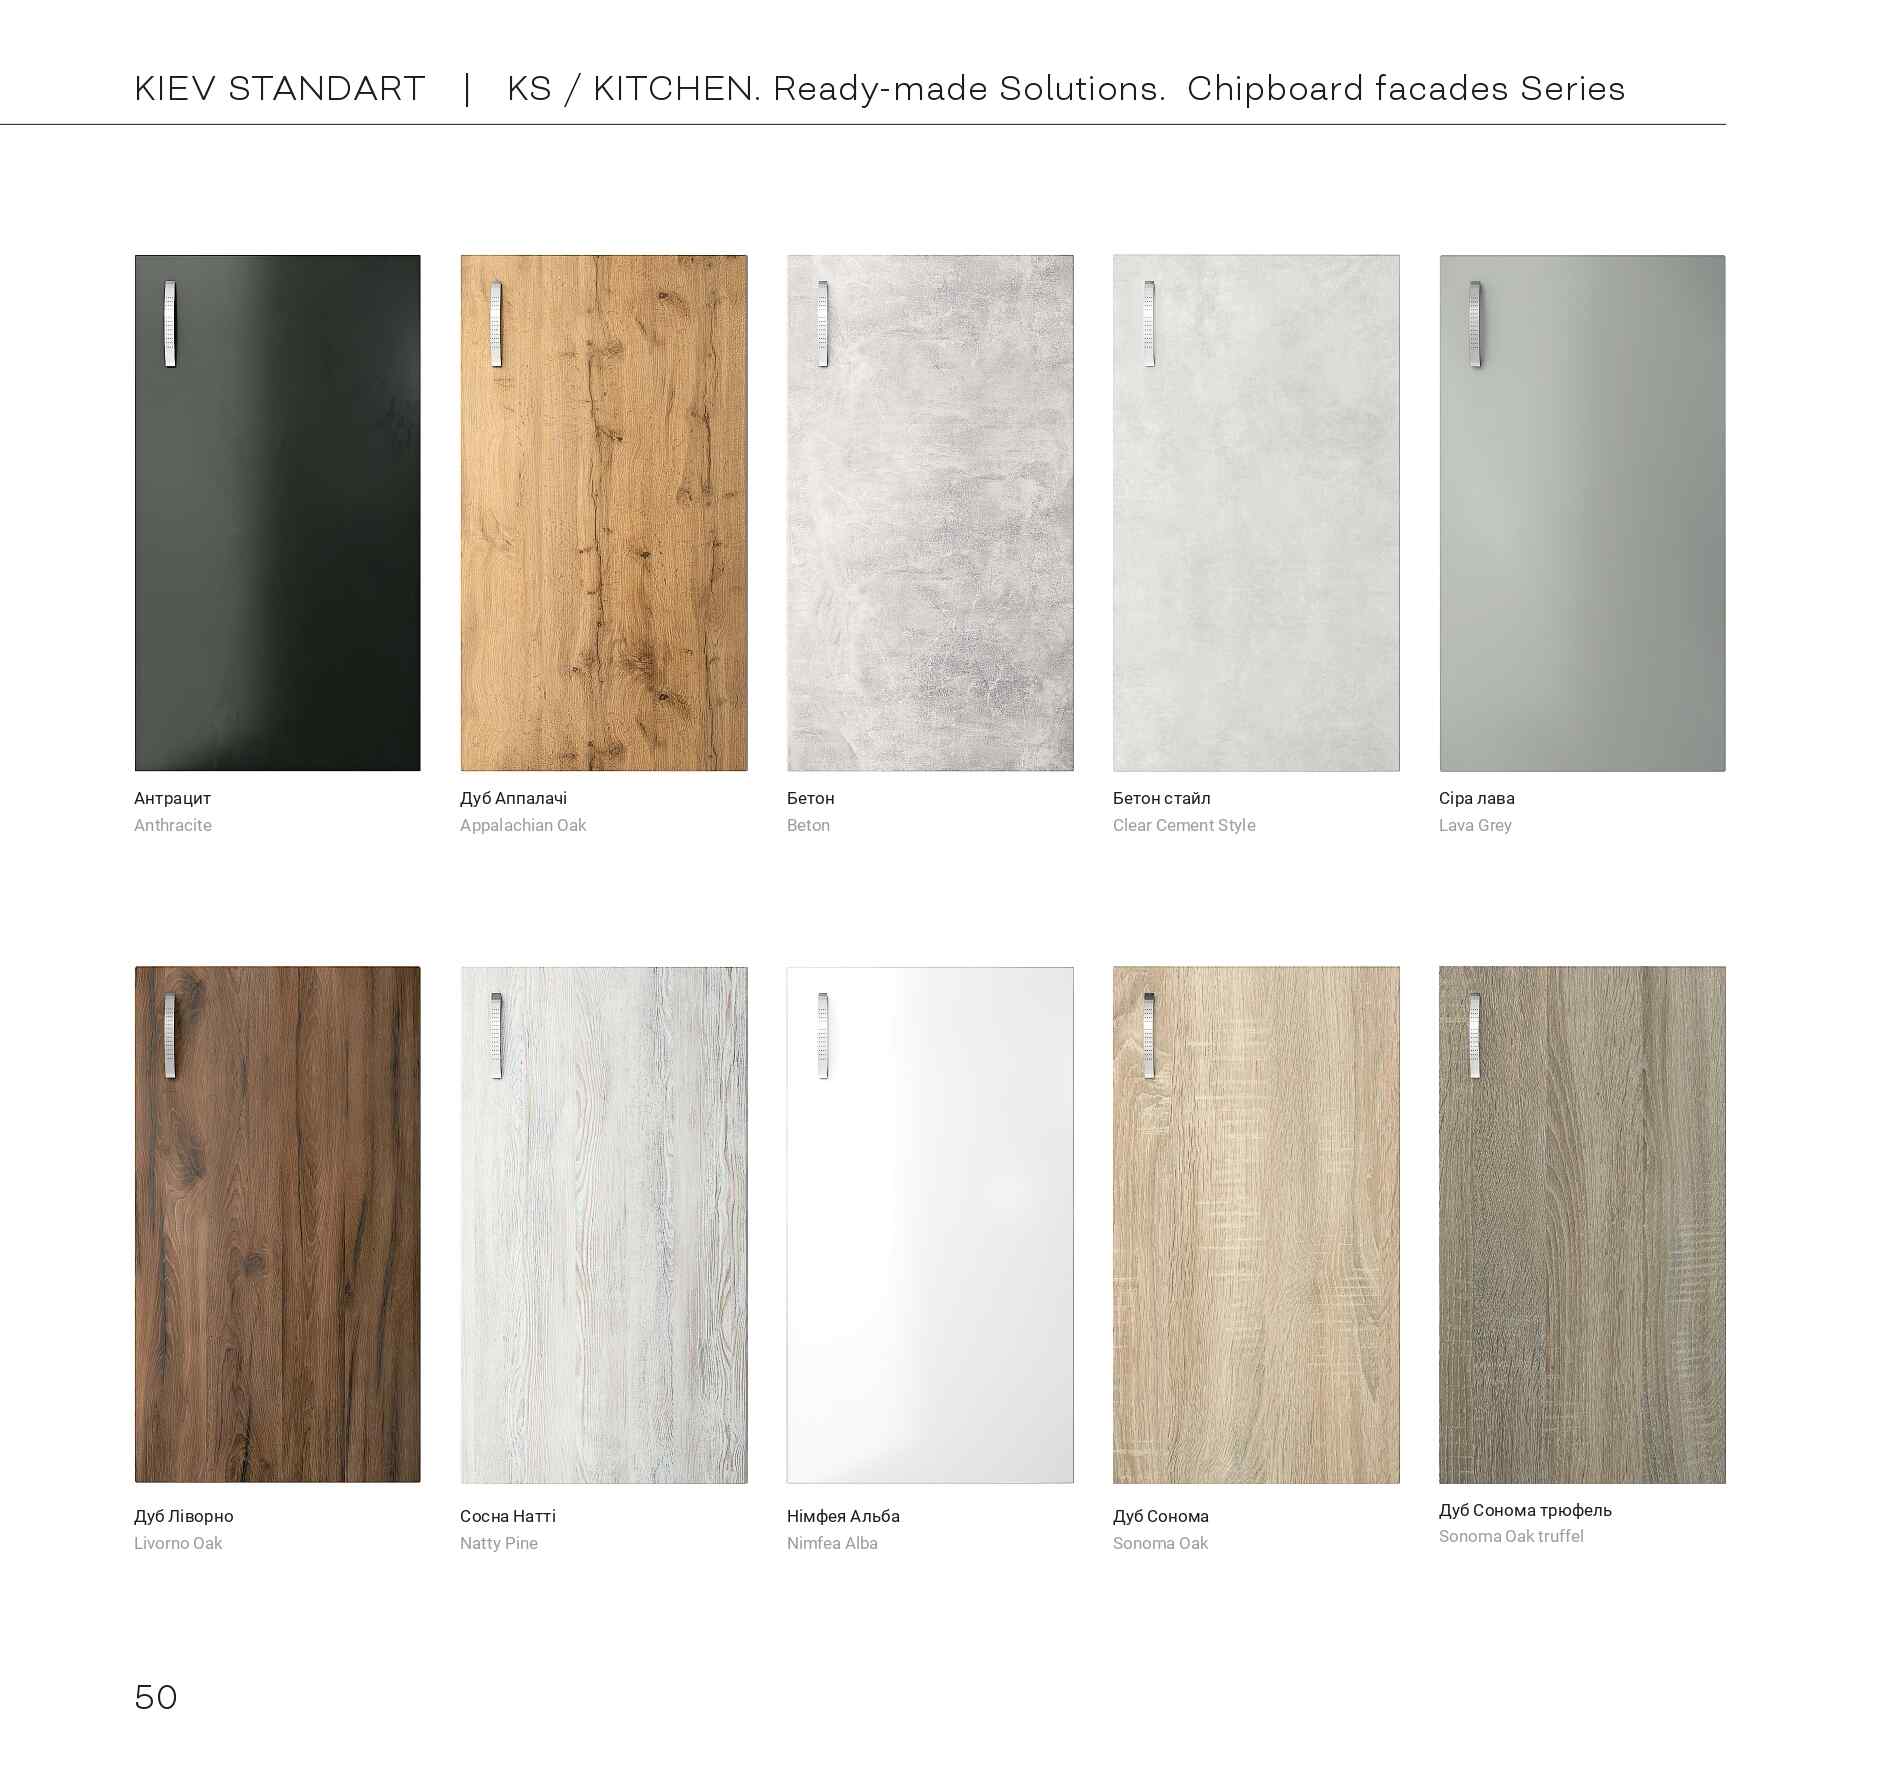 KIEV STANDART | KS / KITCHEN. Ready-made Solutions. Chipboard facades Series
Антрацит
Anthracite
Дуб Аппалачі
Appalachian Oak
Бетон
Beton
Бетон стайл
Clear Cement Style
Сіра лава
Lava Grey
Дуб Ліворно
Livorno Oak
Сосна Натті
Natty Pine
Німфея Альба
Nimfea Alba
Дуб Сонома
Sonoma Oak
Дуб Сонома трюфель
Sonoma Oak truffel
50